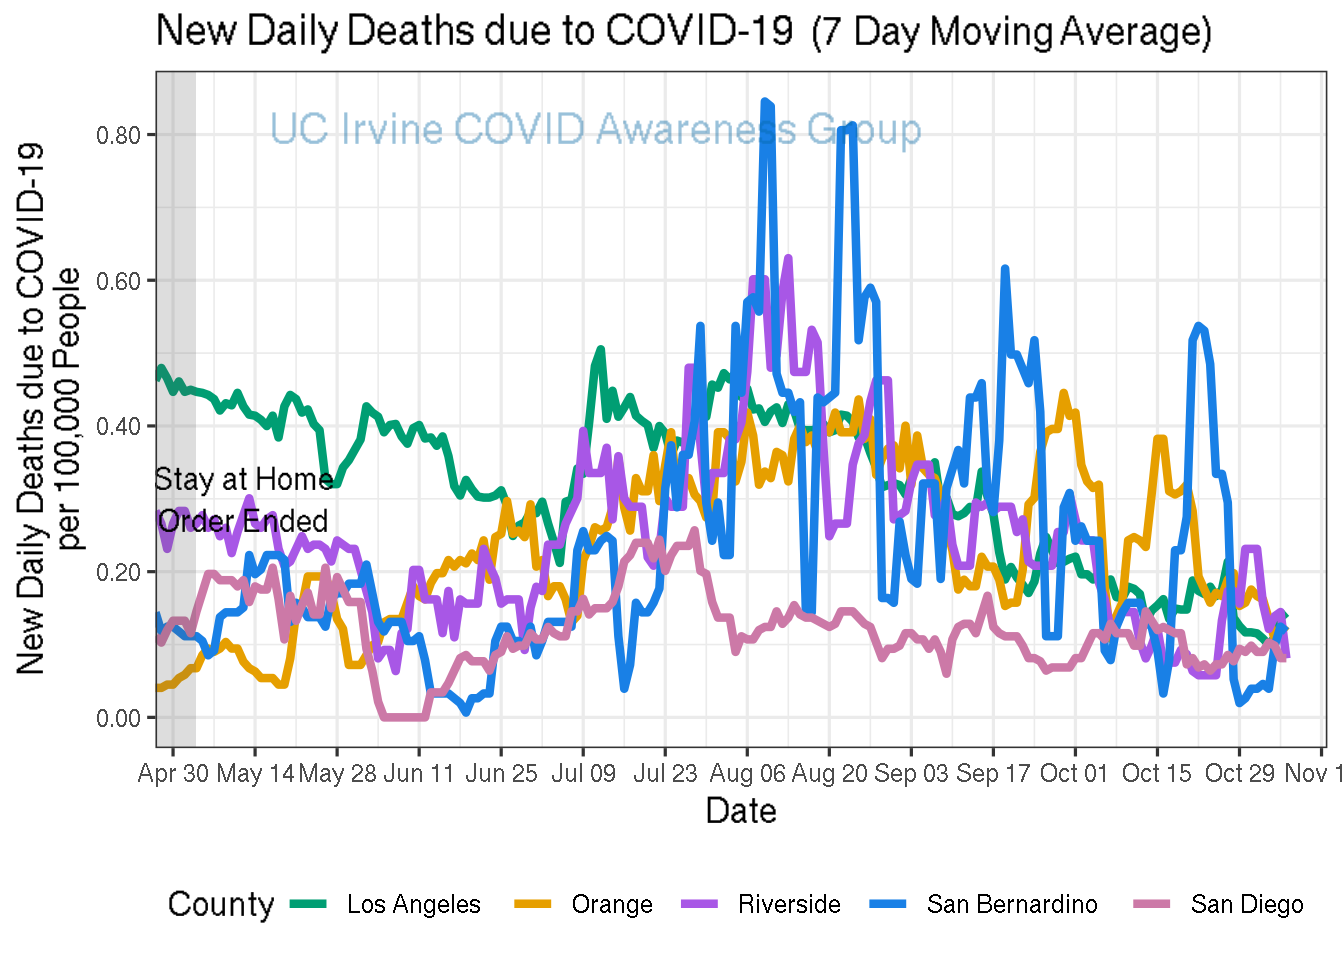 New Daily Deaths due to COVID-19 (7 Day Moving Average)
UC Irvine COVID Awareness Group
New Daily Deaths due to COVID-19
per 100,000 People
0.80
0.60
0.40
0.20
0.00
Stay at Home
Order Ended
Apr 30 May 14 May 28 Jun 11 Jun 25 Jul 09 Jul 23 Aug 06 Aug 20 Sep 03 Sep 17 Oct 01 Oct 15 Oct 29 Nov 1
Date
County Los Angeles Orange Riverside San Bernardino San Diego